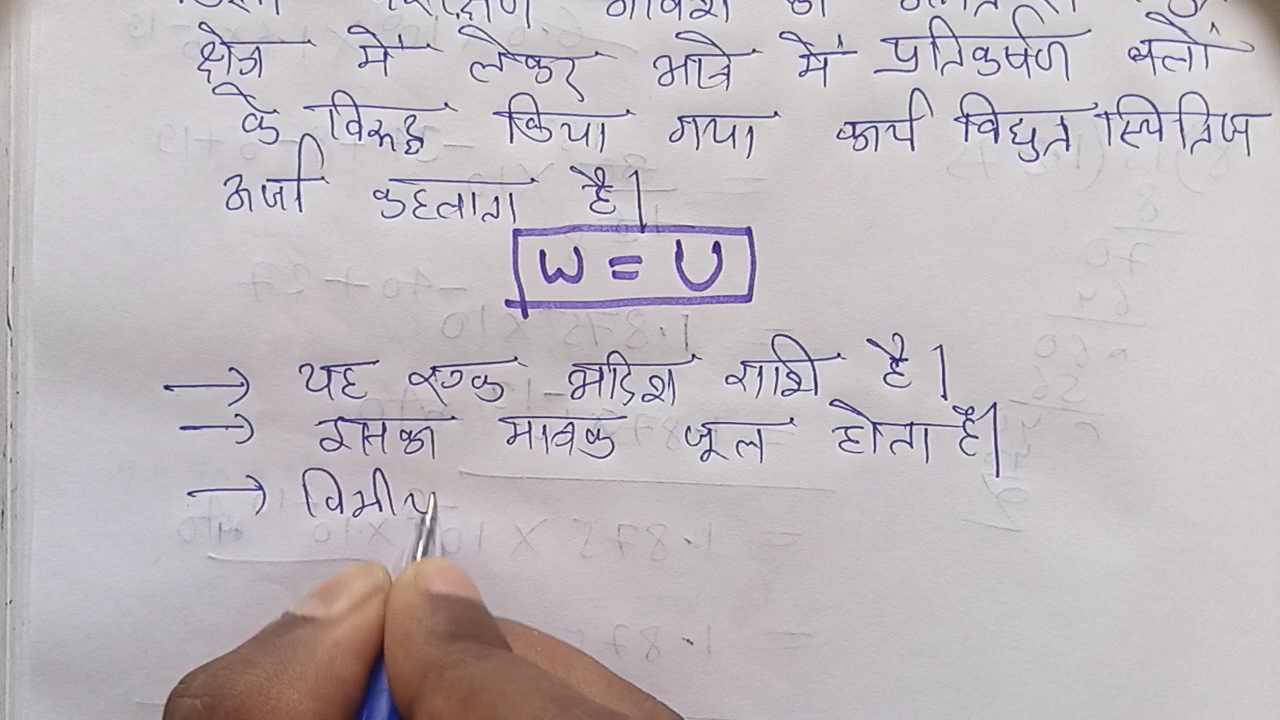 क्षेत्र में लेकर आने में प्रतिकर्षण बलों
के विरूद्ध किया गया कार्य विद्युत स्थितिज
ऊर्जा कहलाता है।
W = U
→ यह एक अदिश राशि है।
→ इसका मात्रक जूल होता है।
→ विमीय